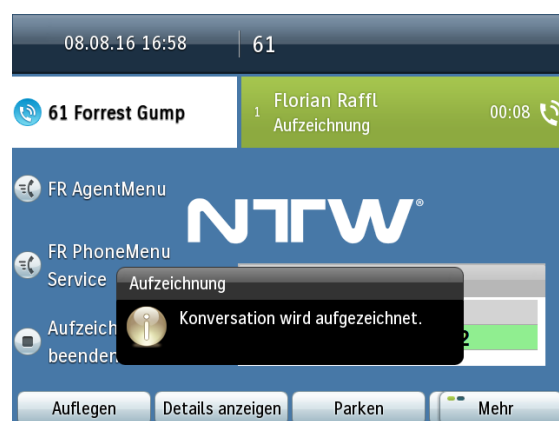 08.08.16 16:58
61
61 Forrest Gump
1 Florian Raffl
Aufzeichnung
00:08
FR AgentMenu
NTW®
FR PhoneMenu
Service
Aufzeichnung
Konversation wird aufgezeichnet.
Aufzeich
beenden
2
Auflegen
Details anzeigen
Parken
Mehr